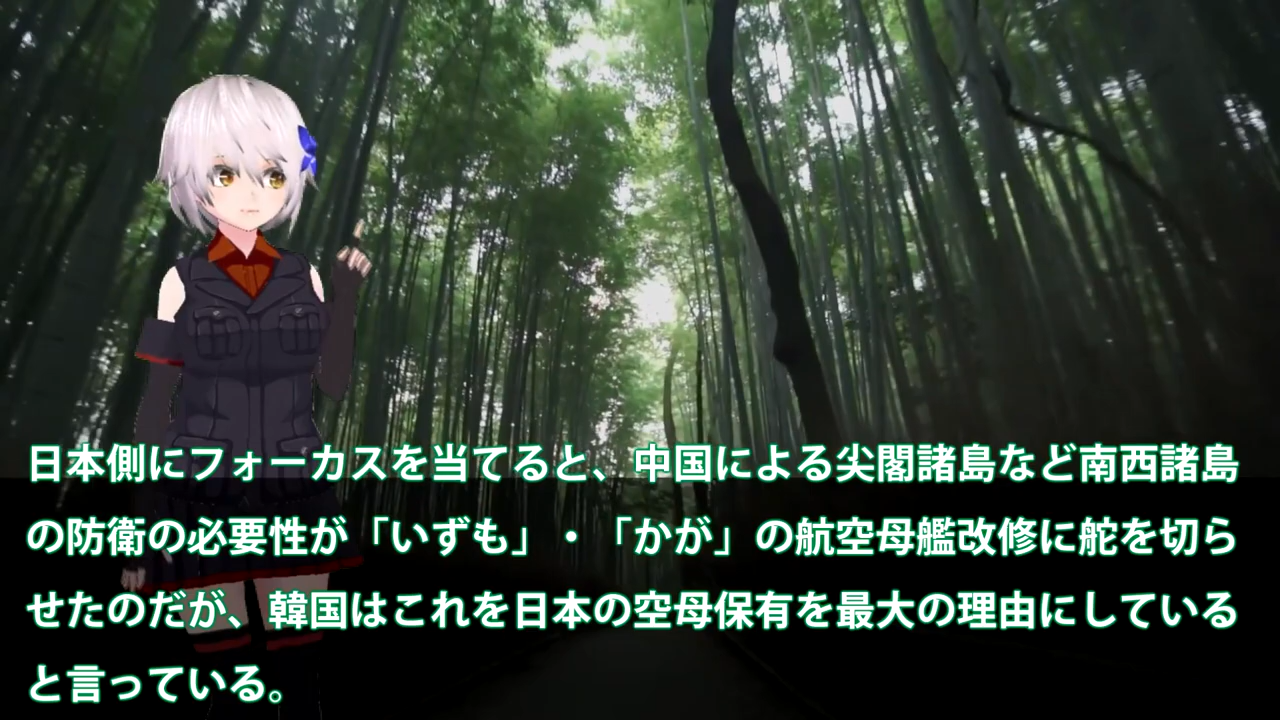 日本側にフォーカスを当てると、中国による尖閣諸島など南西諸島
の防衛の必要性が「いずも」・「かが」の航空母艦改修に舵を切ら
せたのだが、韓国はこれを日本の空母保有を最大の理由にしている
と言っている。